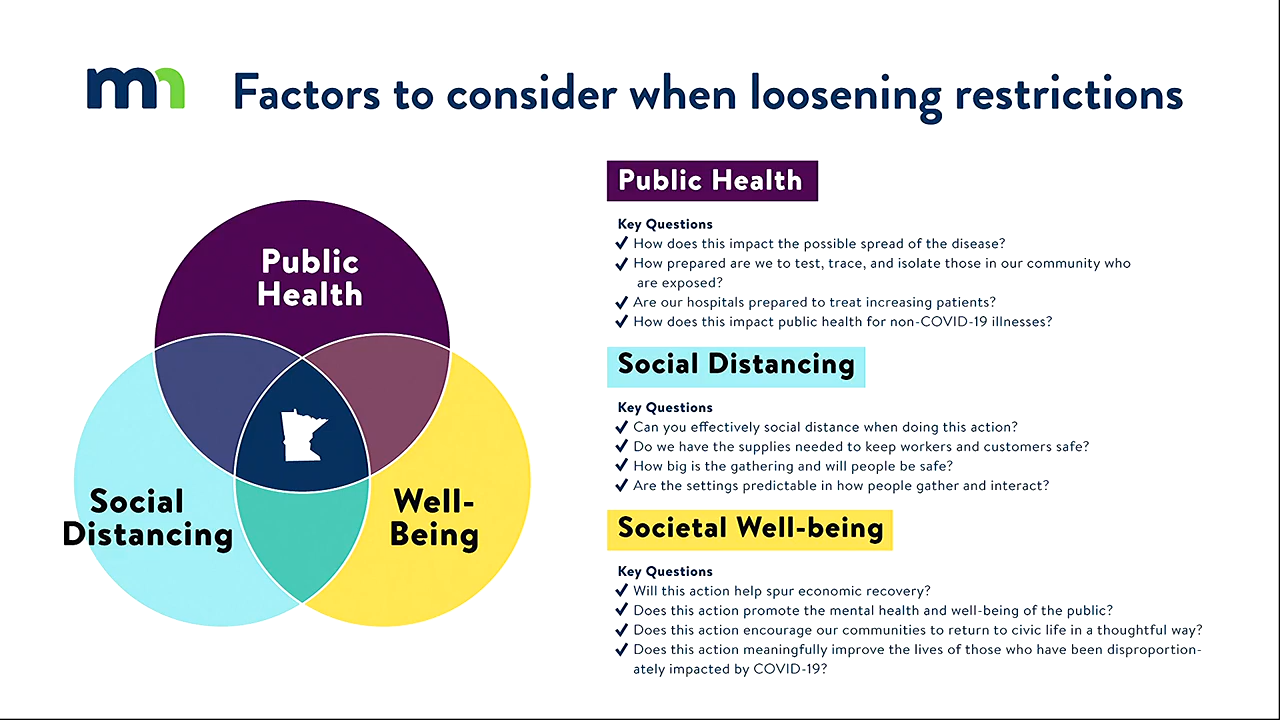 mn
Factors to consider when loosening restrictions
Public
Health
Social
Distancing
Well-
Being
Public Health
Key Questions
✔ How does this impact the possible spread of the disease?
✔ How prepared are we to test, trace, and isolate those in our community who
are exposed?
✔ Are our hospitals prepared to treat increasing patients?
✔ How does this impact public health for non-COVID-19 illnesses?
Social Distancing
Key Questions
✔ Can you effectively social distance when doing this action?
✔ Do we have the supplies needed to keep workers and customers safe?
✔ How big is the gathering and will people be safe?
✔ Are the settings predictable in how people gather and interact?
Societal Well-being
Key Questions
✔ Will this action help spur economic recovery?
✔ Does this action promote the mental health and well-being of the public?
✔ Does this action encourage our communities to return to civic life in a thoughtful way?
✔ Does this action meaningfully improve the lives of those who have been disproportion-
ately impacted by COVID-19?